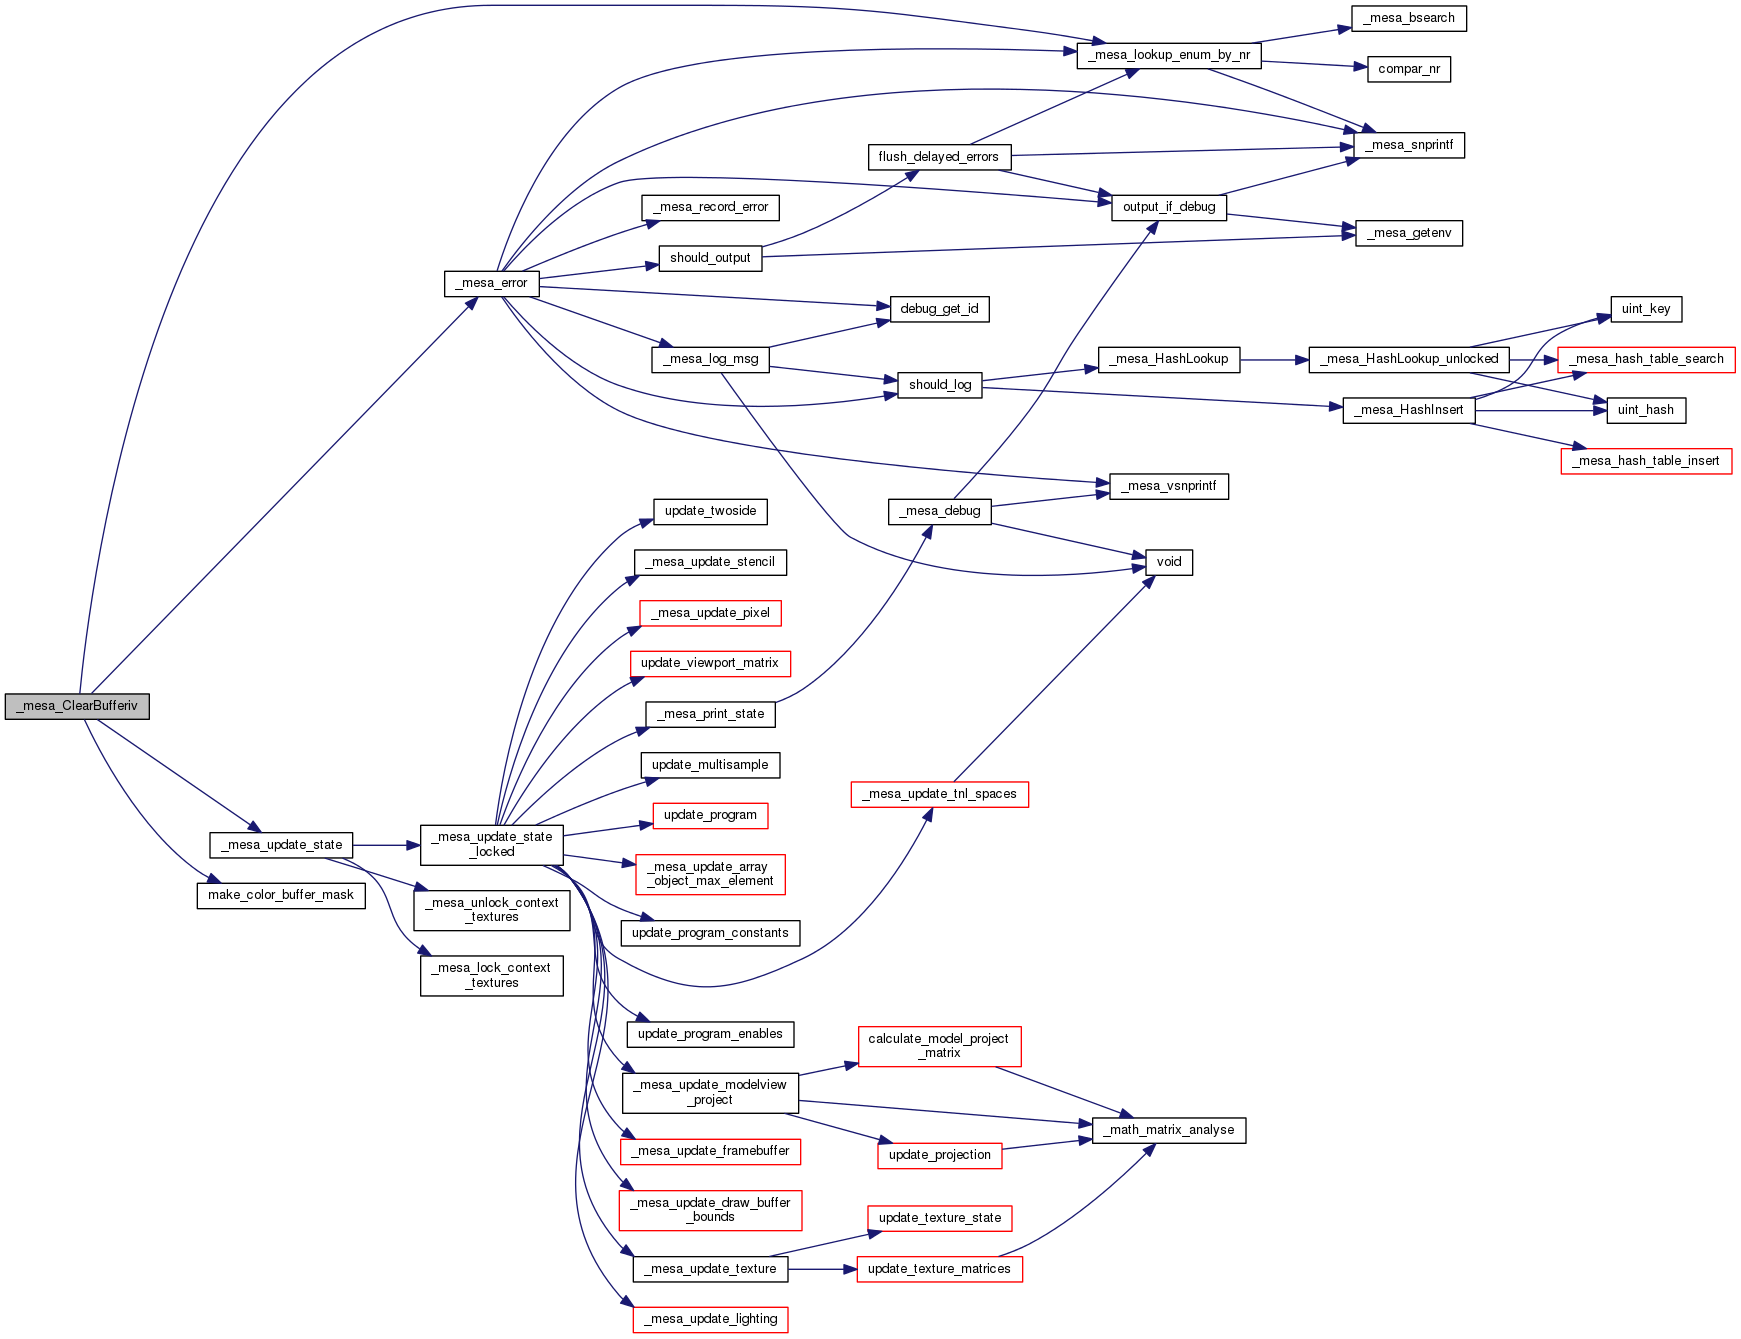 _mesa_bsearch
_mesa_lookup_enum_by_nr
compar_nr
_mesa_snprintf
flush_delayed_errors
_mesa_record_error
output_if_debug
_mesa_getenv
should_output
_mesa_error
debug_get_id
uint_key
_mesa_log_msg
_mesa_HashLookup
_mesa_HashLookup_unlocked
_mesa_hash_table_search
should_log
_mesa_HashInsert
uint_hash
_mesa_hash_table_insert
_mesa_vsnprintf
update_twoside
_mesa_debug
_mesa_update_stencil
void
_mesa_update_pixel
update_viewport_matrix
_mesa_ClearBufferiv
_mesa_print_state
update_multisample
_mesa_update_tnl_spaces
update_program
_mesa_update_state
_mesa_update_state
_locked
_mesa_update_array
_object_max_element
make_color_buffer_mask
_mesa_unlock_context
_textures
update_program_constants
_mesa_lock_context
_textures
update_program_enables
calculate_model_project
_matrix
_mesa_update_modelview
_project
_math_matrix_analyse
_mesa_update_framebuffer
update_projection
_mesa_update_draw_buffer
_bounds
update_texture_state
_mesa_update_texture
update_texture_matrices
_mesa_update_lighting